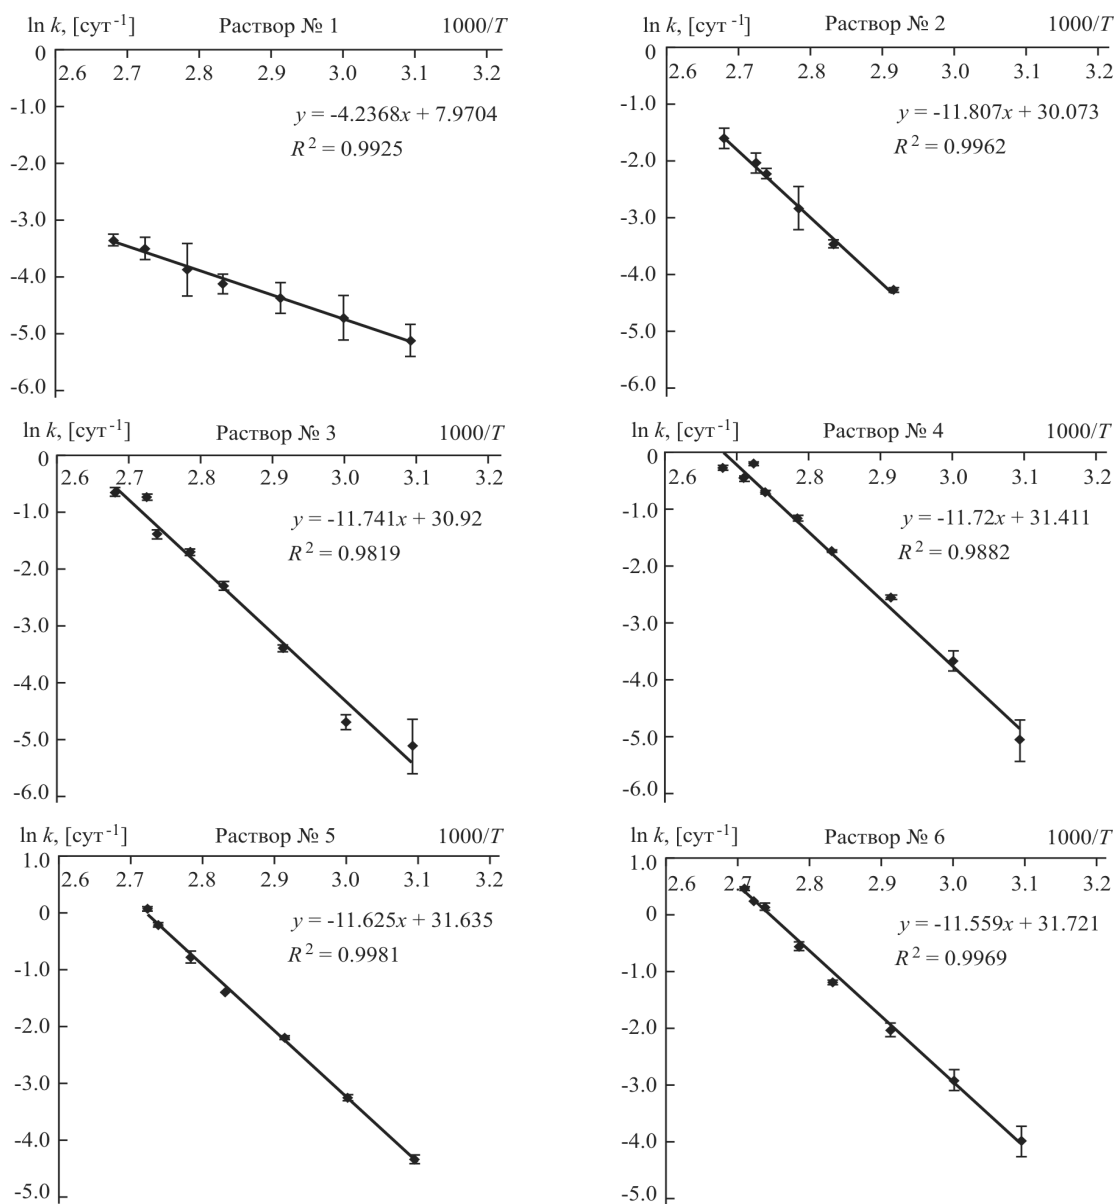 ln k, [сут⁻¹] Раствор № 1 1000/T
0
2.6 2.7 2.8 2.9 3.0 3.1 3.2
-1.0
y = -4.2368x + 7.9704
R² = 0.9925
-2.0
-3.0
-4.0
-5.0
-6.0
ln k, [сут⁻¹] Раствор № 2 1000/T
0
2.6 2.7 2.8 2.9 3.0 3.1 3.2
-1.0
y = -11.807x + 30.073
R² = 0.9962
-2.0
-3.0
-4.0
-5.0
-6.0
ln k, [сут⁻¹] Раствор № 3 1000/T
0
2.6 2.7 2.8 2.9 3.0 3.1 3.2
-1.0
y = -11.741x + 30.92
R² = 0.9819
-2.0
-3.0
-4.0
-5.0
-6.0
ln k, [сут⁻¹] Раствор № 4 1000/T
0
2.6 2.7 2.8 2.9 3.0 3.1 3.2
-1.0
y = -11.72x + 31.411
R² = 0.9882
-2.0
-3.0
-4.0
-5.0
-6.0
ln k, [сут⁻¹] Раствор № 5 1000/T
1.0
2.6 2.7 2.8 2.9 3.0 3.1 3.2
0
y = -11.625x + 31.635
R² = 0.9981
-1.0
-2.0
-3.0
-4.0
-5.0
ln k, [сут⁻¹] Раствор № 6 1000/T
1.0
2.6 2.7 2.8 2.9 3.0 3.1 3.2
0
y = -11.559x + 31.721
R² = 0.9969
-1.0
-2.0
-3.0
-4.0
-5.0